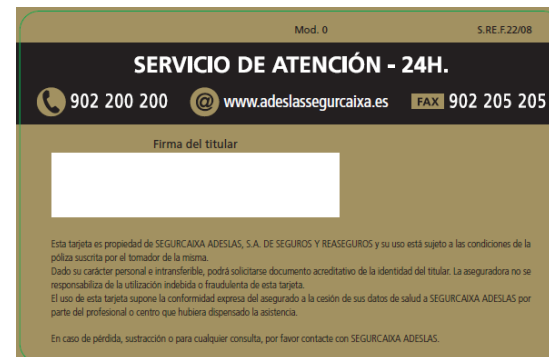 Mod. 0 S.RE.F.22/08
SERVICIO DE ATENCIÓN - 24H.
902 200 200 @ www.adeslassegurcaixa.es FAX 902 205 205
Firma del titular
Esta tarjeta es propiedad de SEGURCAIXA ADESLAS, S.A. DE SEGUROS Y REASEGUROS y su uso está sujeto a las condiciones de la
póliza suscrita por el tomador de la misma.
Dado su carácter personal e intransferible, podrá solicitarse documento acreditativo de la identidad del titular. La aseguradora no se
responsabiliza de la utilización indebida o fraudulenta de esta tarjeta.
El uso de esta tarjeta supone la conformidad expresa del asegurado a la cesión de sus datos de salud a SEGURCAIXA ADESLAS por
parte del profesional o centro que hubiera dispensado la asistencia.
En caso de pérdida, sustracción o para cualquier consulta, por favor contacte con SEGURCAIXA ADESLAS.